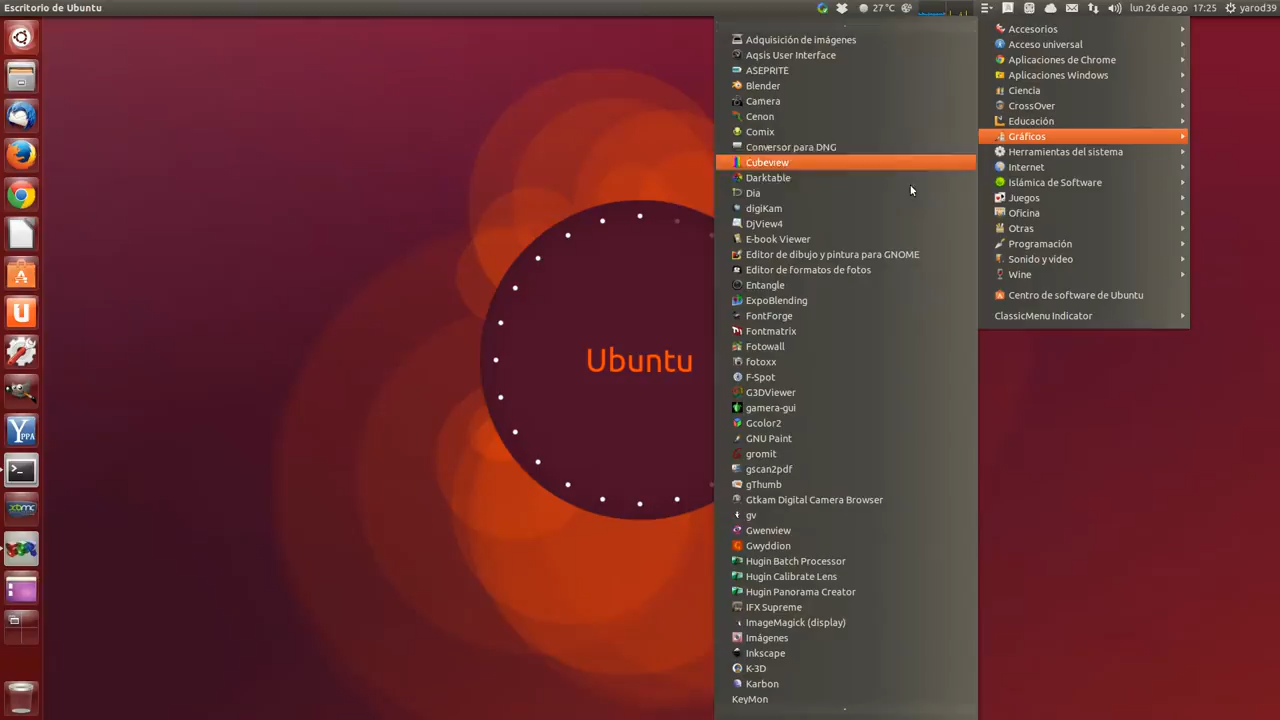 Escritorio de Ubuntu
27 °C
lun 26 de ago
17:25
yarod39
Adquisición de imágenes
Aqsis User Interface
ASEPRITE
Blender
Camera
Cenon
Comix
Conversor para DNG
Cubeview
Darktable
Dia
digiKam
DjView4
E-book Viewer
Editor de dibujo y pintura para GNOME
Editor de formatos de fotos
Entangle
ExpoBlending
FontForge
Fontmatrix
Fotowall
fotoxx
F-Spot
G3DViewer
gamera-gui
Gcolor2
GNU Paint
gromit
gscan2pdf
gThumb
Gtkam Digital Camera Browser
gv
Gwenview
Gwyddion
Hugin Batch Processor
Hugin Calibrate Lens
Hugin Panorama Creator
IFX Supreme
ImageMagick (display)
Imágenes
Inkscape
K-3D
Karbon
KeyMon
Accesorios
Acceso universal
Aplicaciones de Chrome
Aplicaciones Windows
Ciencia
CrossOver
Educación
Gráficos
Herramientas del sistema
Internet
Islámica de Software
Juegos
Oficina
Otras
Programación
Sonido y vídeo
Wine
Centro de software de Ubuntu
ClassicMenu Indicator
Ubuntu